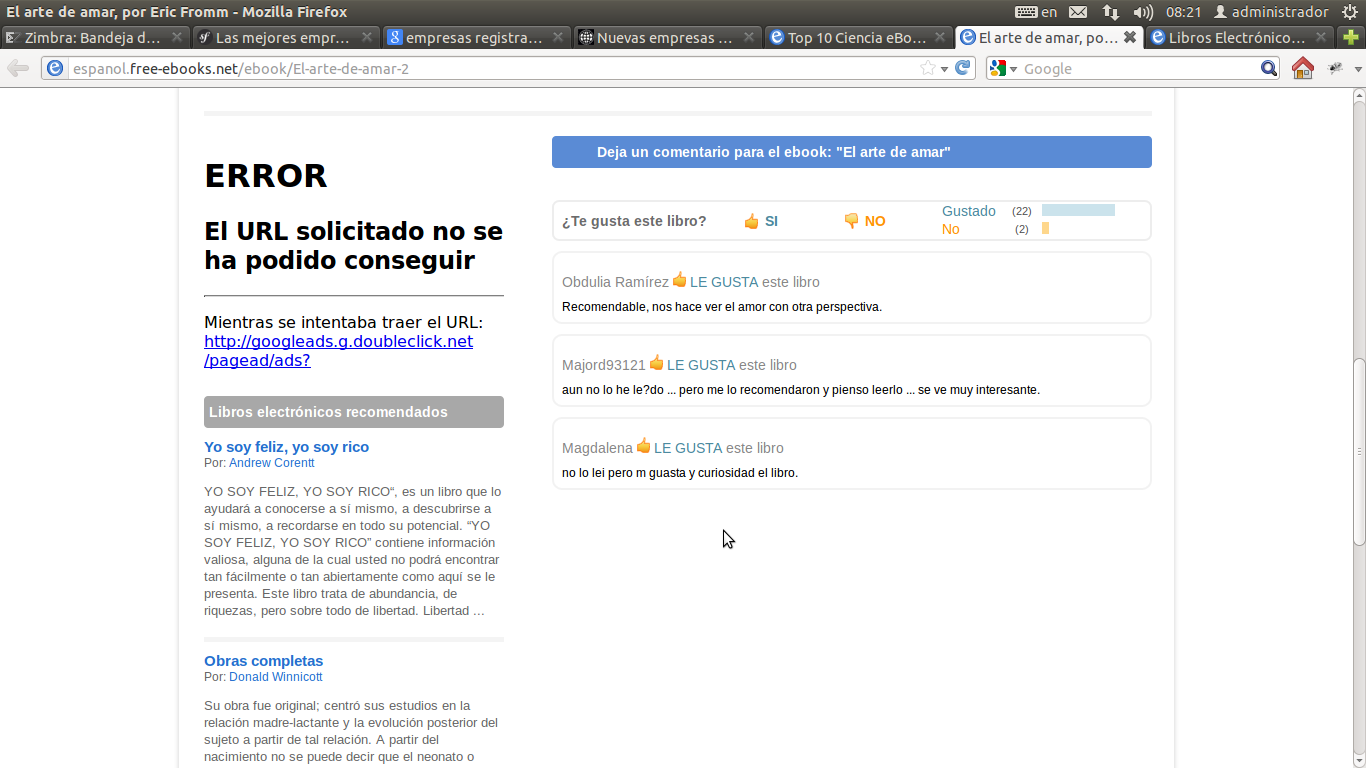 El arte de amar, por Eric Fromm - Mozilla Firefox
en 08:21 administrador
Zimbra: Bandeja d...
Las mejores empr...
empresas registra...
Nuevas empresas ...
Top 10 Ciencia eBo...
El arte de amar, po...
Libros Electrónico...
espanol.free-ebooks.net/ebook/El-arte-de-amar-2
Google
ERROR
El URL solicitado no se
ha podido conseguir
Mientras se intentaba traer el URL:
http://googleads.g.doubleclick.net
/pagead/ads?
Libros electrónicos recomendados
Yo soy feliz, yo soy rico
Por: Andrew Corentt
YO SOY FELIZ, YO SOY RICO“, es un libro que lo
ayudará a conocerse a sí mismo, a descubrirse a
sí mismo, a recordarse en todo su potencial. “YO
SOY FELIZ, YO SOY RICO” contiene información
valiosa, alguna de la cual usted no podrá encontrar
tan fácilmente o tan abiertamente como aquí se le
presenta. Este libro trata de abundancia, de
riquezas, pero sobre todo de libertad. Libertad ...
Obras completas
Por: Donald Winnicott
Su obra fue original; centró sus estudios en la
relación madre-lactante y la evolución posterior del
sujeto a partir de tal relación. A partir del
nacimiento no se puede decir que el neonato o
Deja un comentario para el ebook: "El arte de amar"
¿Te gusta este libro? SI NO
Gustado (22)
No (2)
Obdulia Ramírez LE GUSTA este libro
Recomendable, nos hace ver el amor con otra perspectiva.
Majord93121 LE GUSTA este libro
aun no lo he le?do ... pero me lo recomendaron y pienso leerlo ... se ve muy interesante.
Magdalena LE GUSTA este libro
no lo lei pero m guasta y curiosidad el libro.